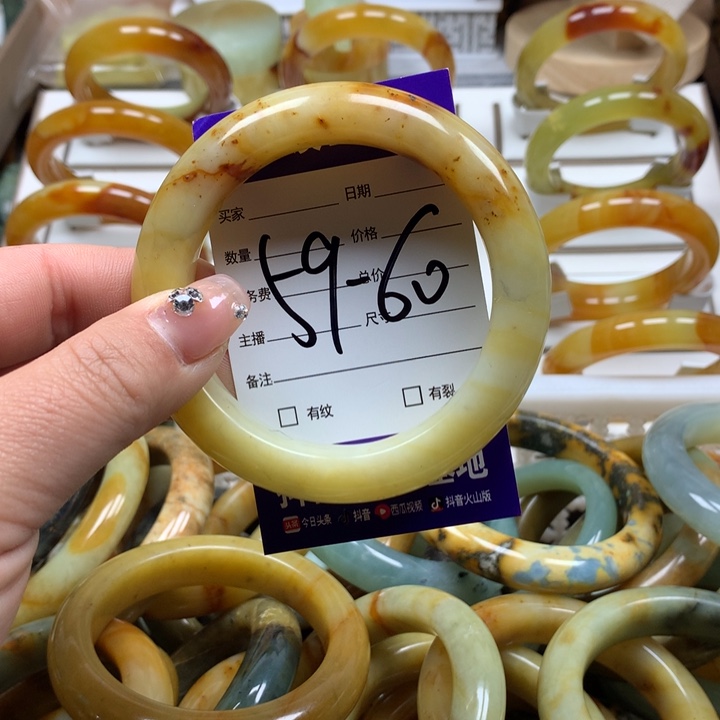 买家 日期
数量 价格
务费 总价
59-60
主播 尺寸
备注
有纹 有裂
基地
今日头条 抖音 西瓜视频 抖音火山版